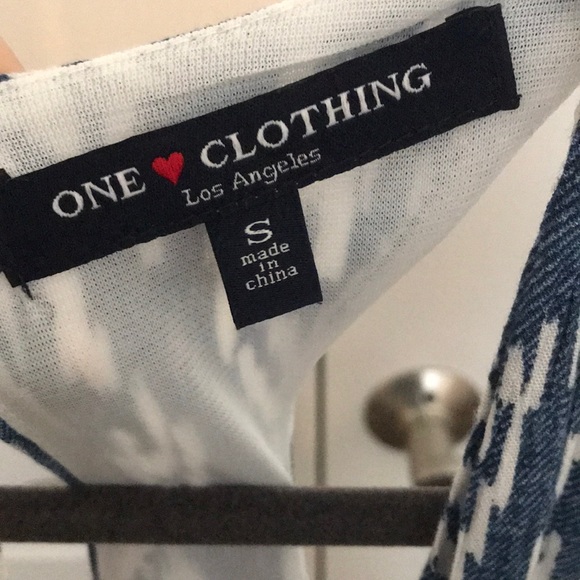 ONE ❤ CLOTHING
Los Angeles
S
made
in
china